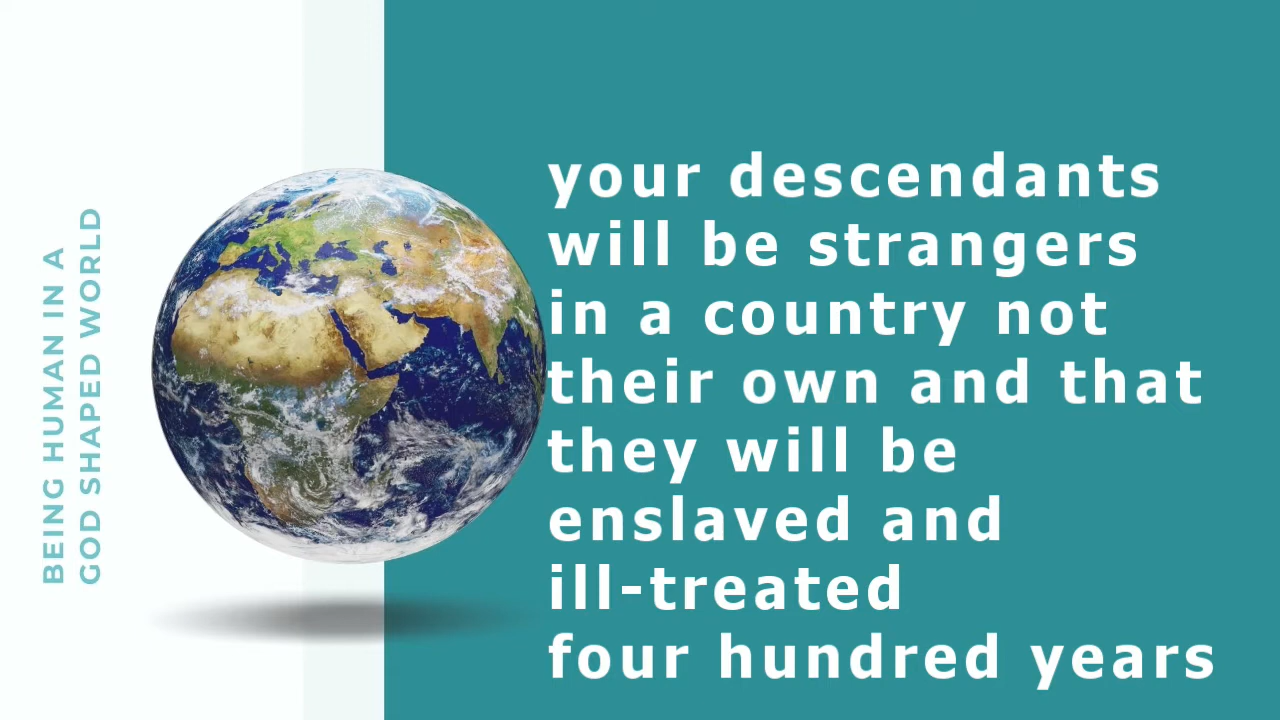 BEING HUMAN IN A
GOD SHAPED WORLD
your descendants
will be strangers
in a country not
their own and that
they will be
enslaved and
ill-treated
four hundred years